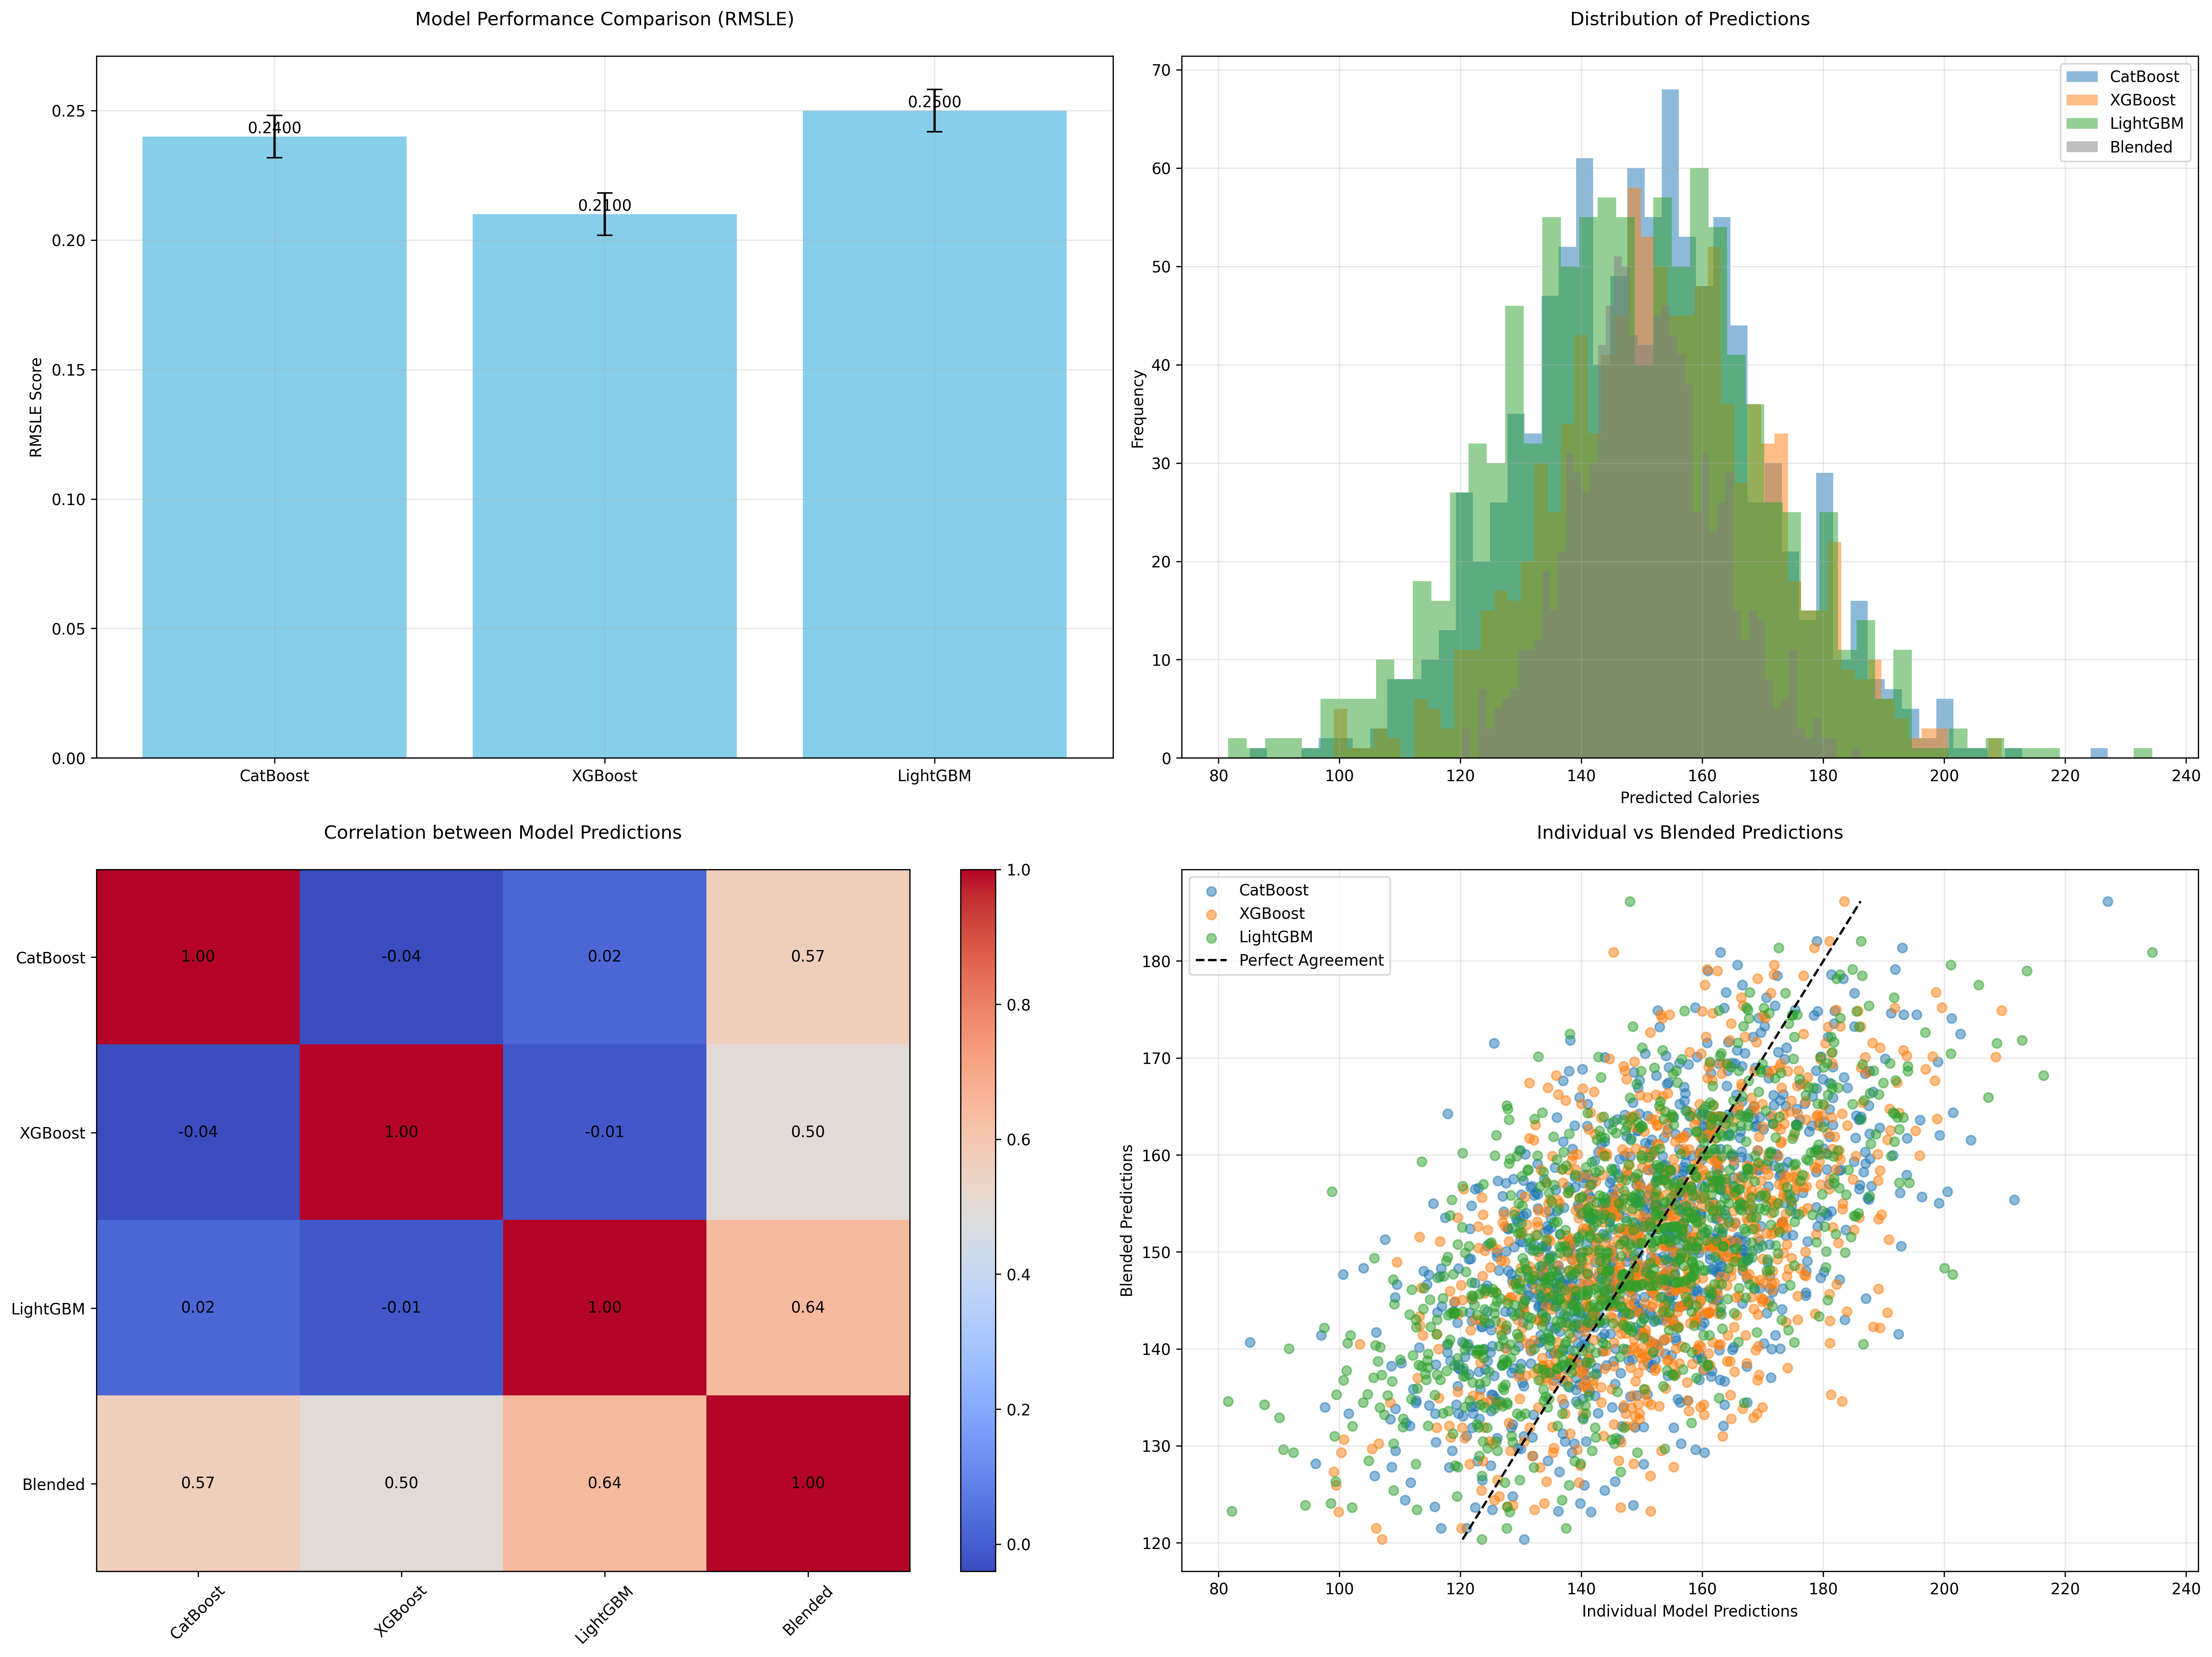 Model Performance Comparison (RMSLE)
RMSLE Score
0.25
0.20
0.15
0.10
0.05
0.00
0.2400
0.2100
0.2500
CatBoost XGBoost LightGBM
Distribution of Predictions
Frequency
70
60
50
40
30
20
10
0
CatBoost
XGBoost
LightGBM
Blended
80 100 120 140 160 180 200 220 240
Predicted Calories
Correlation between Model Predictions
CatBoost 1.00 -0.04 0.02 0.57
XGBoost -0.04 1.00 -0.01 0.50
LightGBM 0.02 -0.01 1.00 0.64
Blended 0.57 0.50 0.64 1.00
CatBoost XGBoost LightGBM Blended
1.0
0.8
0.6
0.4
0.2
0.0
Individual vs Blended Predictions
CatBoost
XGBoost
LightGBM
Perfect Agreement
Blended Predictions
180
170
160
150
140
130
120
80 100 120 140 160 180 200 220 240
Individual Model Predictions